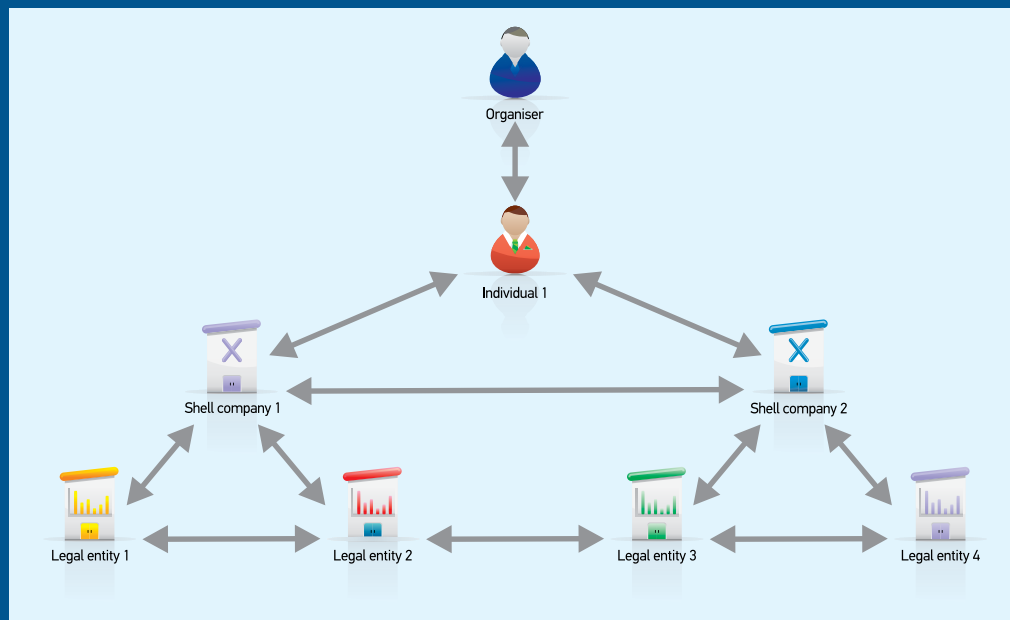 Organiser
Individual 1
Shell company 1
Shell company 2
Legal entity 1
Legal entity 2
Legal entity 3
Legal entity 4